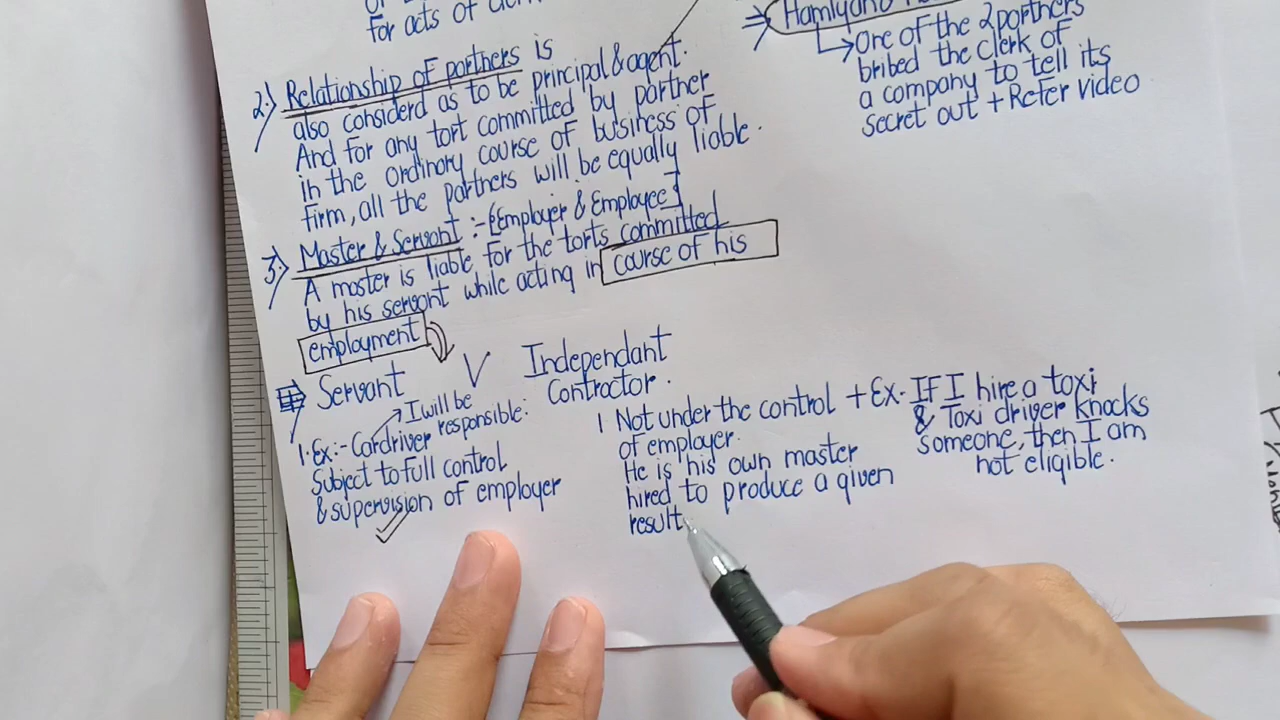 for acts of
2.) Relationship of partners is
also considerd as to be principal & agent.
And for any tort committed by partner
in the ordinary course of business of
firm, all the partners will be equally liable.
3.) Master & Servant :- [Employer & Employee]
A master is liable for the torts committed
by his servant while acting in course of his
employment
Servant V Independant
Contractor.
I will be
responsible:
1. Ex:- Cardriver
Subject to full control
& supervision of employer
1 Not under the control
of employer.
He is his own master
hired to produce a given
result
+ Ex- IF I hire a taxi
& Taxi driver knocks
someone, then I am
not eligible.
⇒ Hamlyn
One of the 2 partners
bribed the clerk of
a company to tell its
secret out + Refer video